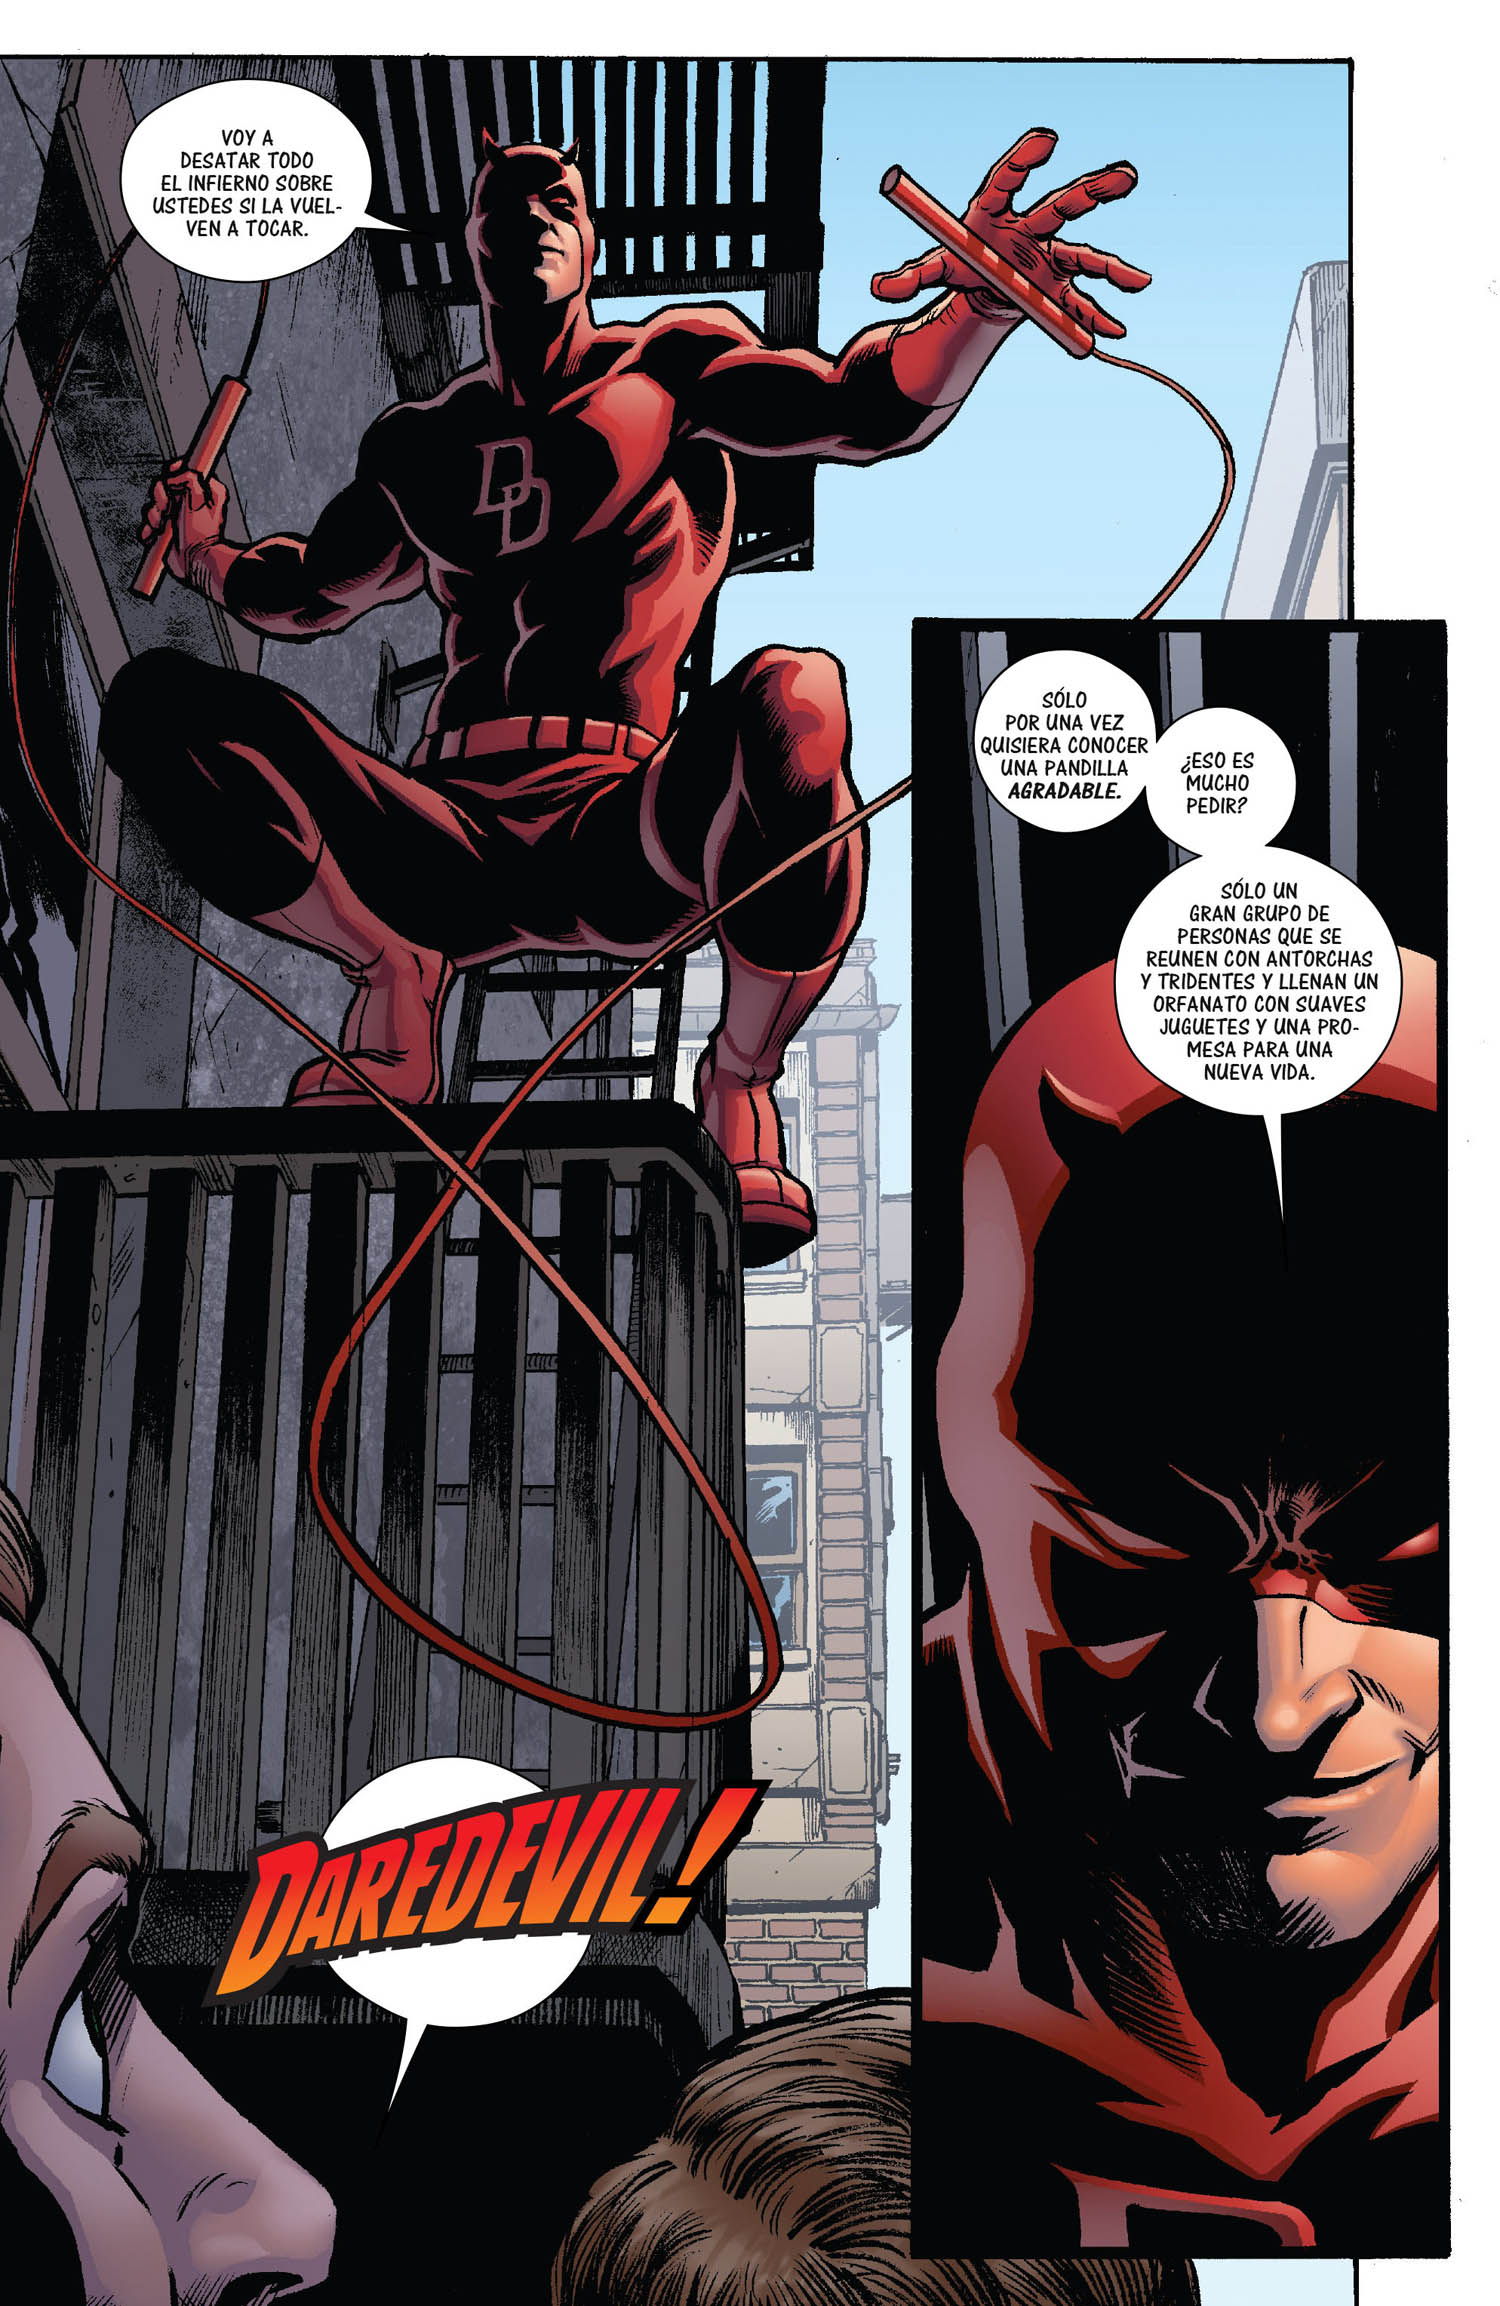 VOY A
DESATAR TODO
EL INFIERNO SOBRE
USTEDES SI LA VUEL-
VEN A TOCAR.
DD
SÓLO
POR UNA VEZ
QUISIERA CONOCER
UNA PANDILLA
AGRADABLE.
¿ESO ES
MUCHO
PEDIR?
SÓLO UN
GRAN GRUPO DE
PERSONAS QUE SE
REUNEN CON ANTORCHAS
Y TRIDENTES Y LLENAN UN
ORFANATO CON SUAVES
JUGUETES Y UNA PRO-
MESA PARA UNA
NUEVA VIDA.
DAREDEVIL!